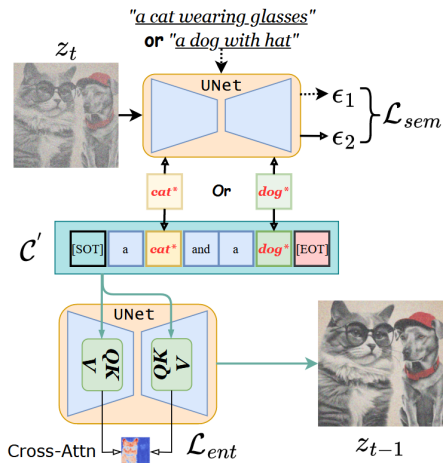 "a cat wearing glasses"
or "a dog with hat"
z_t
UNet
ϵ_1
ϵ_2
ℒ_sem
cat*
Or
dog*
C'
[SOT] a cat* and a dog* [EOT]
UNet
QK V
QK V
Cross-Attn
ℒ_ent
z_{t-1}